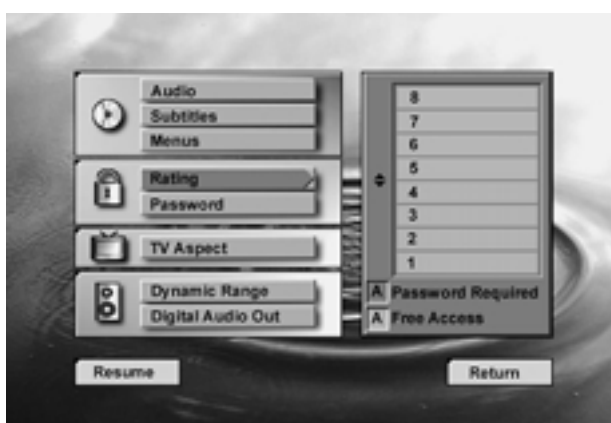 Audio
Subtitles
Menus
Rating
Password
TV Aspect
Dynamic Range
Digital Audio Out
8
7
6
5
4
3
2
1
A Password Required
A Free Access
Resume
Return